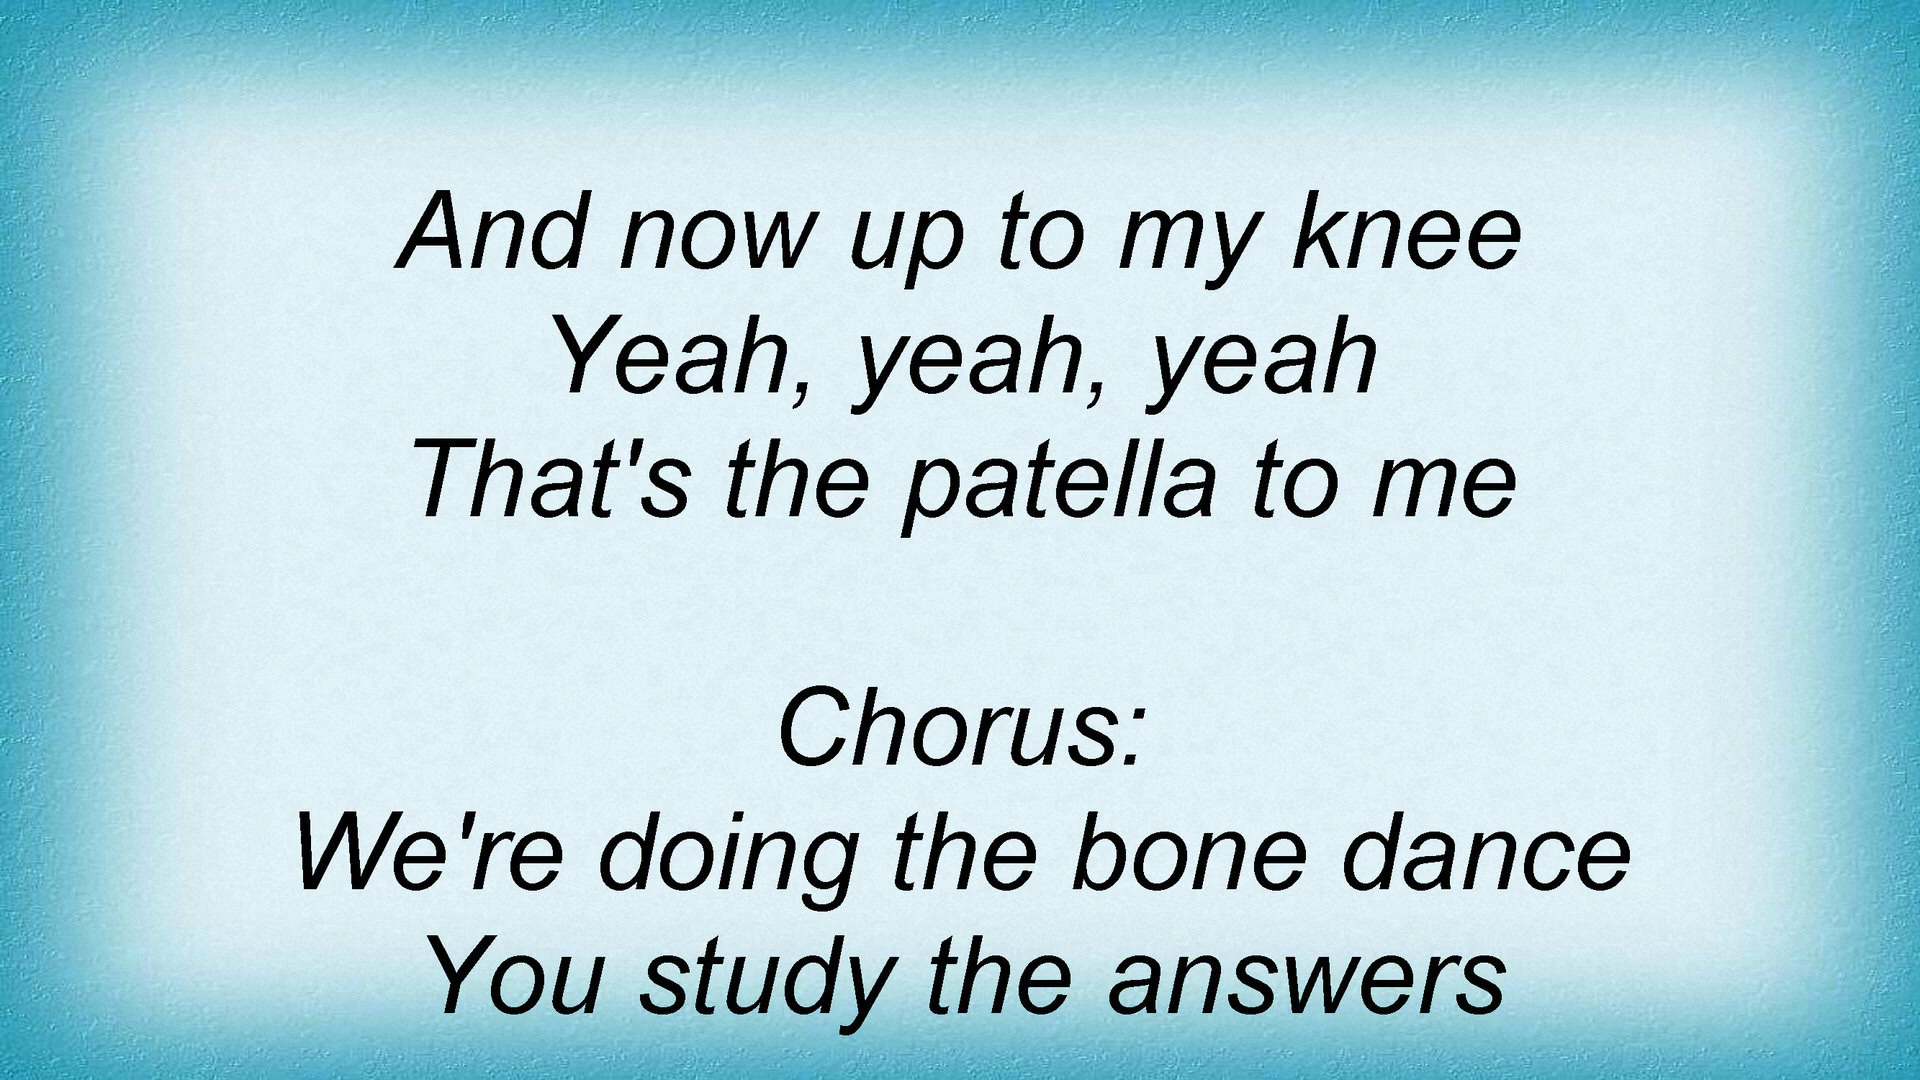 And now up to my knee
Yeah, yeah, yeah
That's the patella to me
Chorus:
We're doing the bone dance
You study the answers